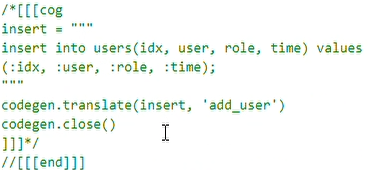 /*[[[cog
insert = """
insert into users(idx, user, role, time) values
(:idx, :user, :role, :time);
"""
codegen.translate(insert, 'add_user')
codegen.close()
]]]*/
//[[[end]]]